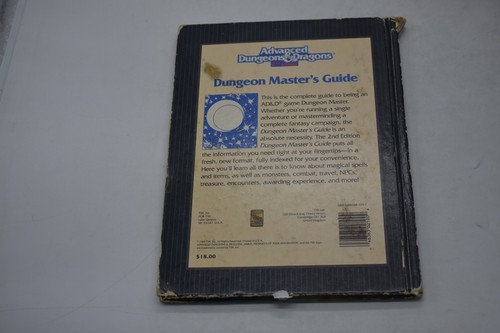 Advanced
Dungeons & Dragons
Dungeon Master's Guide
This is the complete guide to being an
AD&D® game Dungeon Master.
Whether you're running a single
adventure or masterminding a
complete fantasy campaign, the
Dungeon Master's Guide is an
absolute necessity. The 2nd Edition
Dungeon Master's Guide puts all
the information you need right at your fingertips—in a
fresh, new format, fully indexed for your convenience.
Here you'll learn all there is to know about magical spells
and items, as well as monsters, combat, travel, NPCs,
treasure, encounters, awarding experience, and more!
$18.00